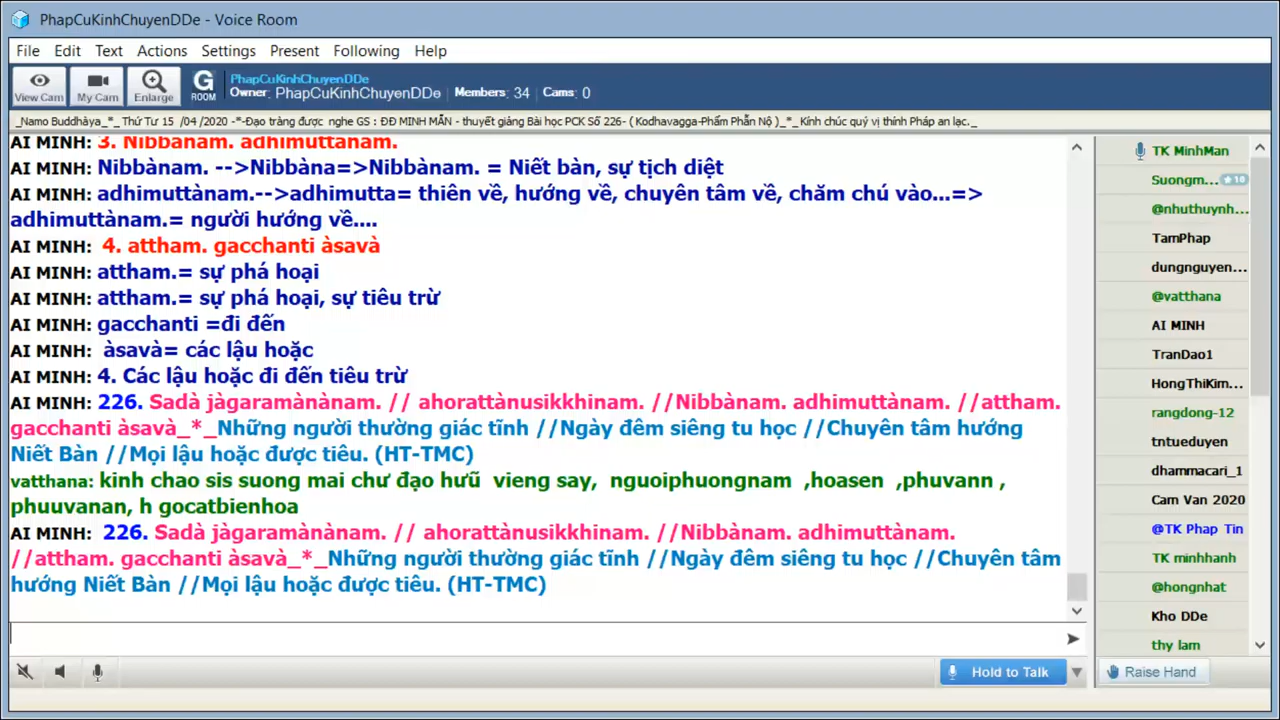 PhapCuKinhChuyenDDe - Voice Room
File Edit Text Actions Settings Present Following Help
View Cam My Cam Enlarge G ROOM
PhapCuKinhChuyenDDe
Owner: PhapCuKinhChuyenDDe Members: 34 Cams: 0
_Namo Buddhàya_*_ Thứ Tư 15 /04 /2020 -*-Đạo tràng được nghe GS : ĐĐ MINH MẪN - thuyết giảng Bài học PCK Số 226- ( Kodhavagga-Phẩm Phẫn Nộ )_*_ Kính chúc quý vị thính Pháp an lạc._
AI MINH: 3. Nibbànam. adhimuttànam.
AI MINH: Nibbànam. -->Nibbàna=>Nibbànam. = Niết bàn, sự tịch diệt
AI MINH: adhimuttànam.-->adhimutta= thiên về, hướng về, chuyên tâm về, chăm chú vào...=>
adhimuttànam.= người hướng về....
AI MINH: 4. attham. gacchanti àsavà
AI MINH: attham.= sự phá hoại
AI MINH: attham.= sự phá hoại, sự tiêu trừ
AI MINH: gacchanti =đi đến
AI MINH: àsavà= các lậu hoặc
AI MINH: 4. Các lậu hoặc đi đến tiêu trừ
AI MINH: 226. Sadà jàgaramànànam. // ahorattànusikkhinam. //Nibbànam. adhimuttànam. //attham.
gacchanti àsavà_*_Những người thường giác tĩnh //Ngày đêm siêng tu học //Chuyên tâm hướng
Niết Bàn //Mọi lậu hoặc được tiêu. (HT-TMC)
vatthana: kinh chao sis suong mai chư đạo hưũ vieng say, nguoiphuongnam ,hoasen ,phuvann ,
phuuvanan, h gocatbienhoa
AI MINH: 226. Sadà jàgaramànànam. // ahorattànusikkhinam. //Nibbànam. adhimuttànam.
//attham. gacchanti àsavà_*_Những người thường giác tĩnh //Ngày đêm siêng tu học //Chuyên tâm
hướng Niết Bàn //Mọi lậu hoặc được tiêu. (HT-TMC)
TK MinhMan
Suongm... 10
@nhuthuynh...
TamPhap
dungnguyen...
@vatthana
AI MINH
TranDao1
HongThiKim...
rangdong-12
tntueduyen
dhammacari_1
Cam Van 2020
@TK Phap Tin
TK minhhanh
@hongnhat
Kho DDe
thy lam
Hold to Talk
Raise Hand